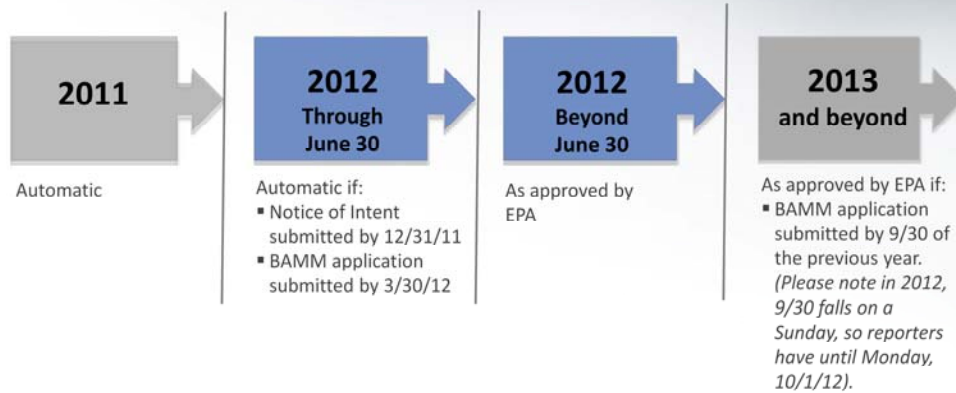 2011
Automatic
2012
Through
June 30
Automatic if:
▪ Notice of Intent
submitted by 12/31/11
▪ BAMM application
submitted by 3/30/12
2012
Beyond
June 30
As approved by
EPA
2013
and beyond
As approved by EPA if:
▪ BAMM application
submitted by 9/30 of
the previous year.
(Please note in 2012,
9/30 falls on a
Sunday, so reporters
have until Monday,
10/1/12).